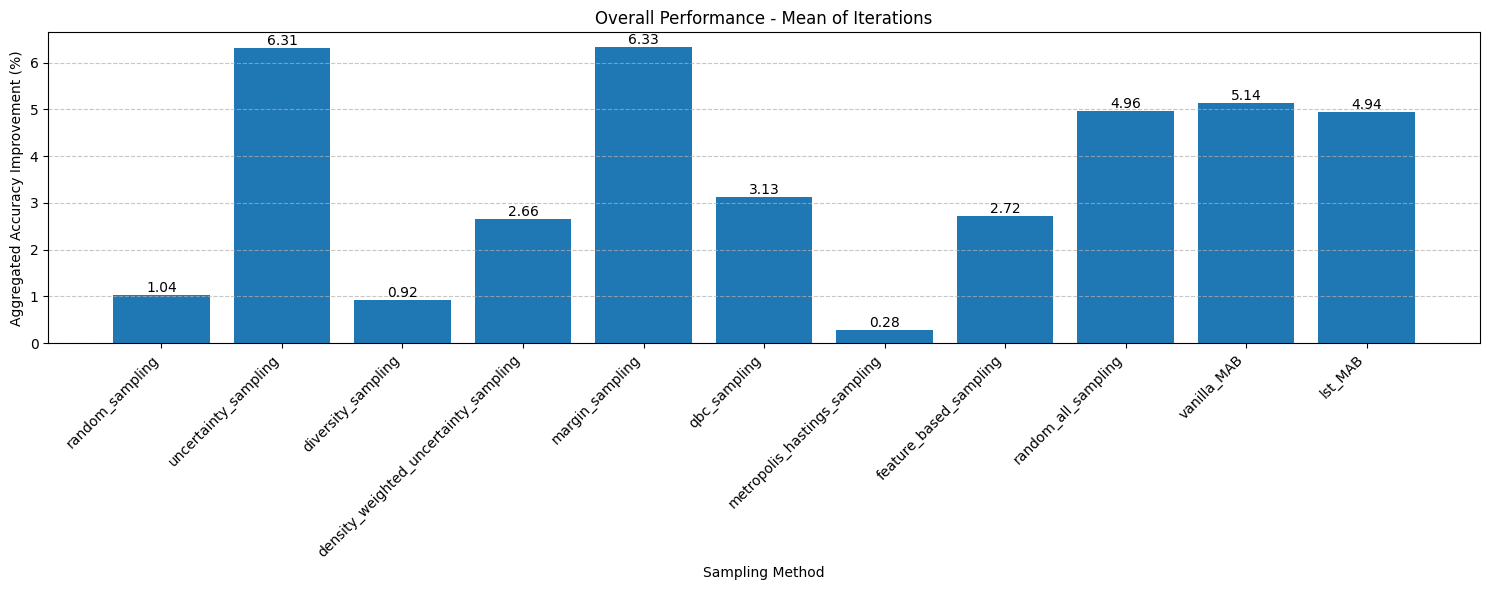 Overall Performance - Mean of Iterations
Aggregated Accuracy Improvement (%)
6
5
4
3
2
1
0
1.04
6.31
0.92
2.66
6.33
3.13
0.28
2.72
4.96
5.14
4.94
random_sampling
uncertainty_sampling
diversity_sampling
density_weighted_uncertainty_sampling
margin_sampling
qbc_sampling
metropolis_hastings_sampling
feature_based_sampling
random_all_sampling
vanilla_MAB
lst_MAB
Sampling Method